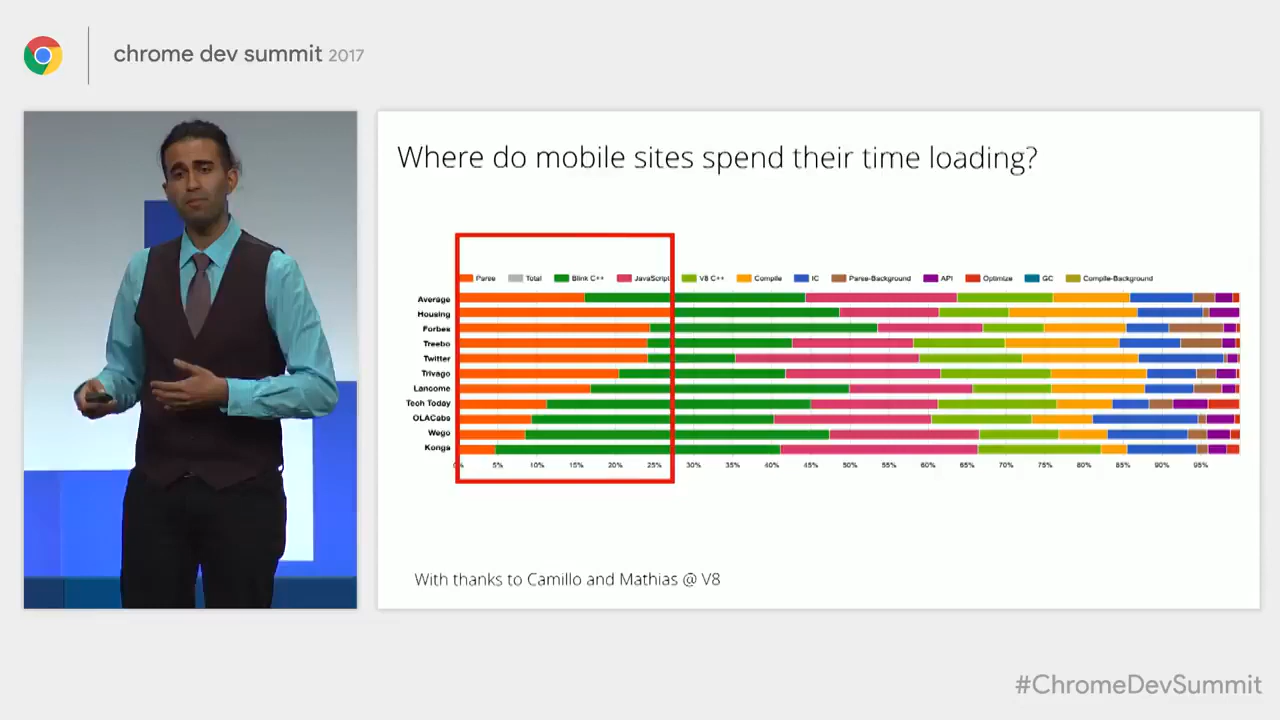 chrome dev summit 2017
Where do mobile sites spend their time loading?
Parse Total Blink C++ JavaScript V8 C++ Compile IC Parse-Background API Optimize GC Compile-Background
Average
Housing
Forbes
Treebo
Twitter
Trivago
Lancome
Tech Today
OLACabs
Wego
Konga
0% 5% 10% 15% 20% 25% 30% 35% 40% 45% 50% 55% 60% 65% 70% 75% 80% 85% 90% 95%
With thanks to Camillo and Mathias @ V8
#ChromeDevSummit